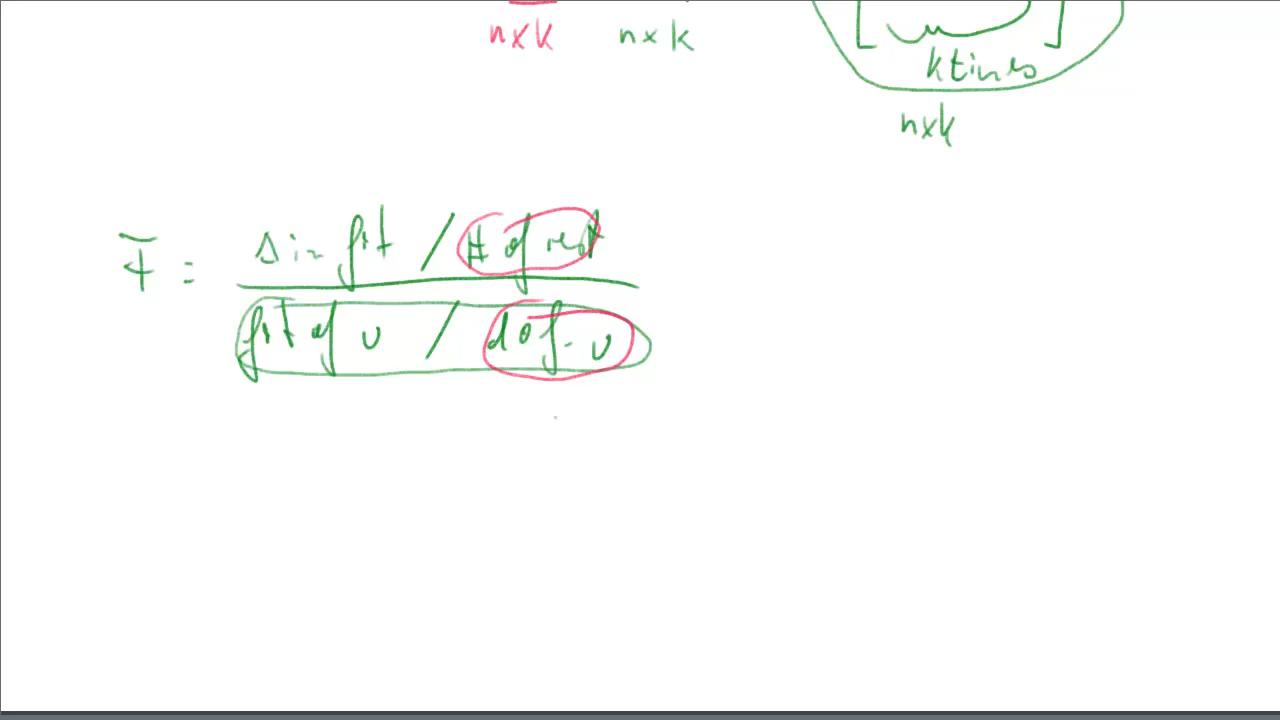 n×k n×k
k times
n×k
F = Δ in fit / # of rest
fit of U / dof. U